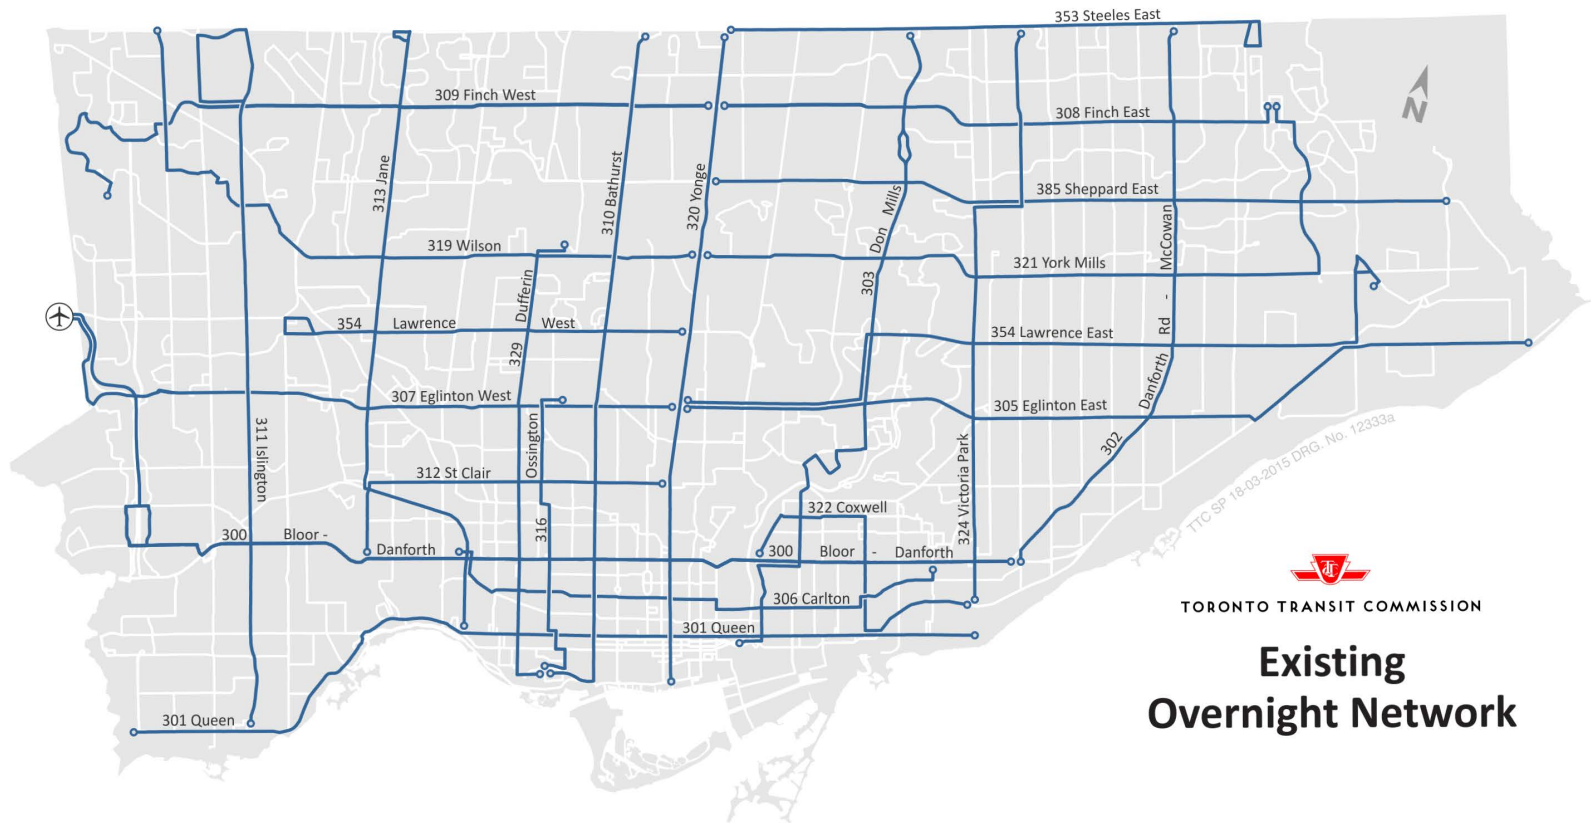 353 Steeles East
309 Finch West
308 Finch East
313 Jane
310 Bathurst
320 Yonge
303 Don Mills
385 Sheppard East
319 Wilson
321 York Mills
302 Danforth Rd - McCowan
329 Dufferin
354 Lawrence West
354 Lawrence East
307 Eglinton West
305 Eglinton East
311 Islington
316 Ossington
312 St Clair
324 Victoria Park
322 Coxwell
300 Bloor - Danforth
300 Bloor - Danforth
306 Carlton
301 Queen
301 Queen
N
TTC SP 18-03-2015 DRG. No. 12333a
TTC
TORONTO TRANSIT COMMISSION
Existing
Overnight Network